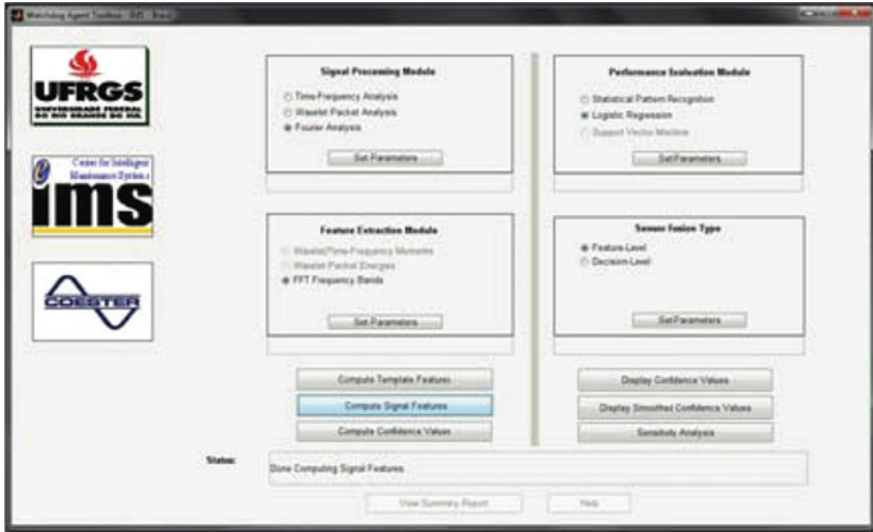 Watchdog Agent Toolbox - IMS - Brazil
UFRGS
UNIVERSIDADE FEDERAL
DO RIO GRANDE DO SUL
Center for Intelligent
Maintenance Systems
ims
COESTER
Signal Processing Module
Time-Frequency Analysis
Wavelet Packet Analysis
Fourier Analysis
Set Parameters
Performance Evaluation Module
Statistical Pattern Recognition
Logistic Regression
Support Vector Machine
Set Parameters
Feature Extraction Module
Wavelet/Time-Frequency Moments
Wavelet Packet Energies
FFT Frequency Bands
Set Parameters
Sensor Fusion Type
Feature-Level
Decision-Level
Set Parameters
Compute Template Features
Compute Signal Features
Compute Confidence Values
Display Confidence Values
Display Smoothed Confidence Values
Sensitivity Analysis
Status:
Done Computing Signal Features
View Summary Report
Help